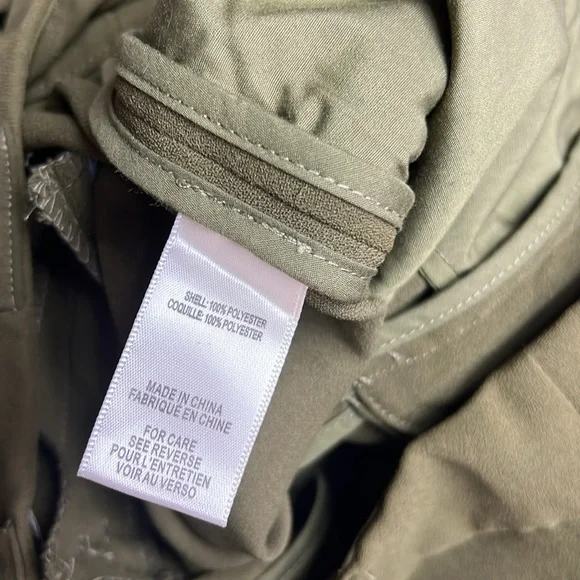 SHELL: 100% POLYESTER
COQUILLE: 100% POLYESTER
MADE IN CHINA
FABRIQUÉ EN CHINE
FOR CARE
SEE REVERSE
POUR L'ENTRETIEN
VOIR AU VERSO